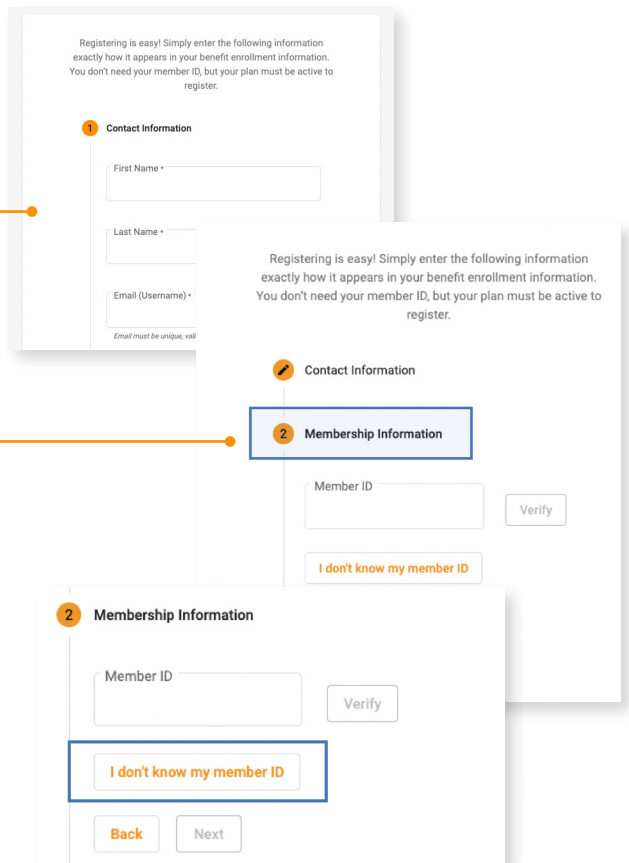 Registering is easy! Simply enter the following information
exactly how it appears in your benefit enrollment information.
You don't need your member ID, but your plan must be active to
register.
1 Contact Information
First Name *
Last Name *
Email (Username) *
Email must be unique, vali
Registering is easy! Simply enter the following information
exactly how it appears in your benefit enrollment information.
You don't need your member ID, but your plan must be active to
register.
Contact Information
2 Membership Information
Member ID
Verify
I don't know my member ID
2 Membership Information
Member ID
Verify
I don't know my member ID
Back Next